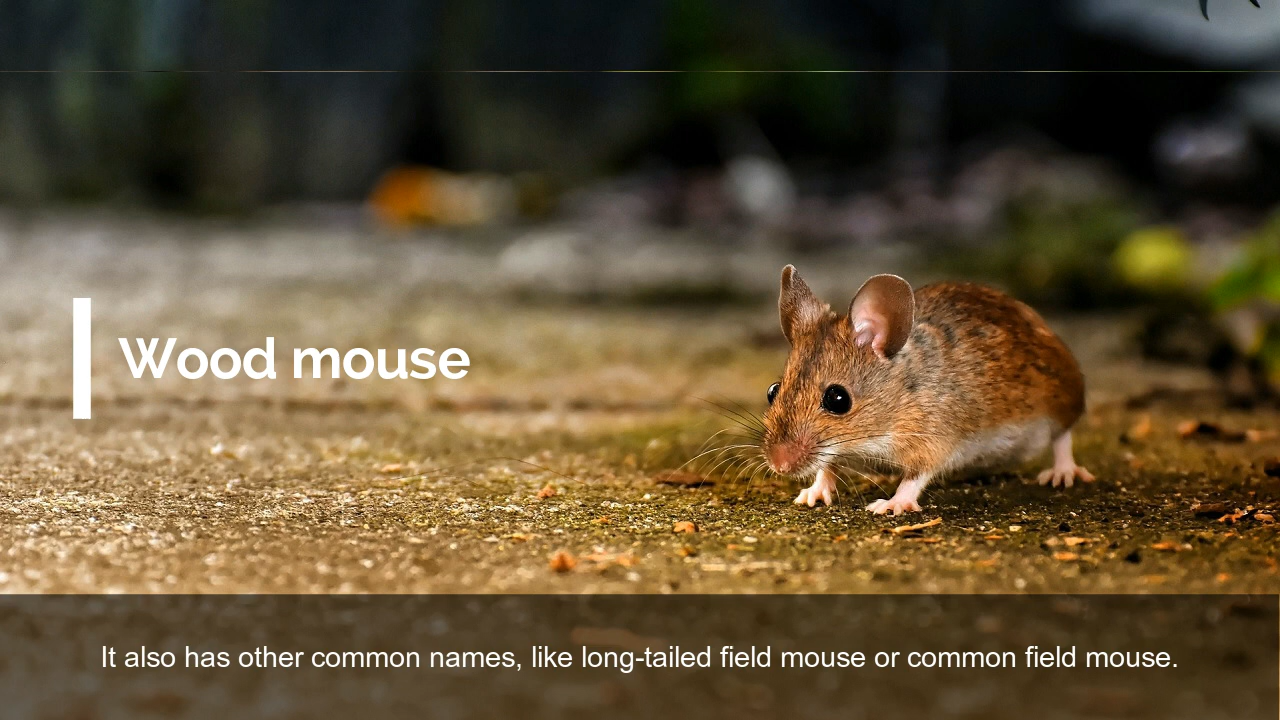 Wood mouse
It also has other common names, like long-tailed field mouse or common field mouse.